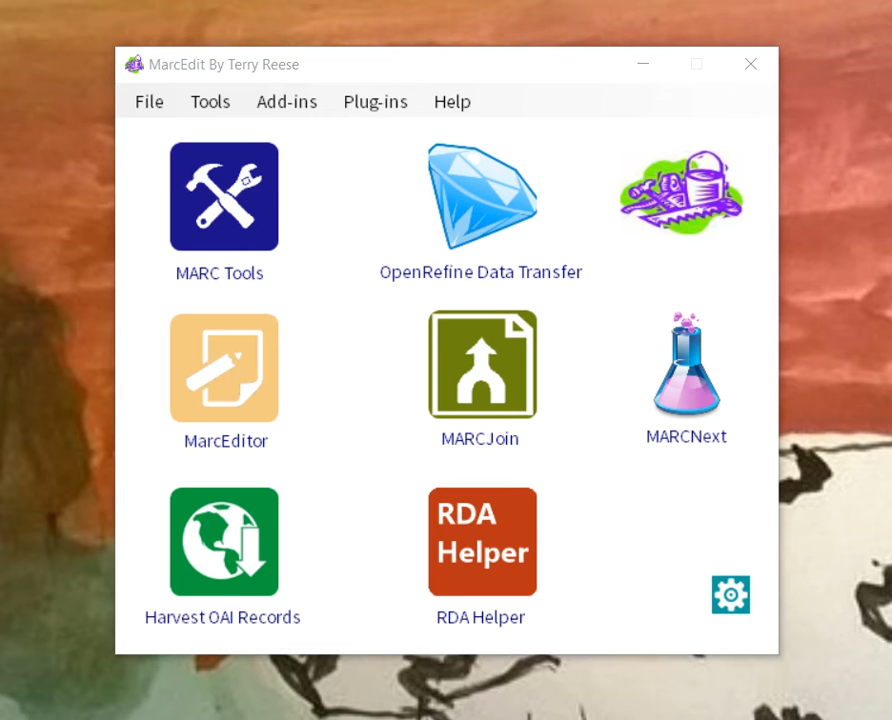 MarcEdit By Terry Reese
File Tools Add-ins Plug-ins Help
MARC Tools
OpenRefine Data Transfer
MarcEditor
MARCJoin
MARCNext
RDA
Helper
Harvest OAI Records
RDA Helper